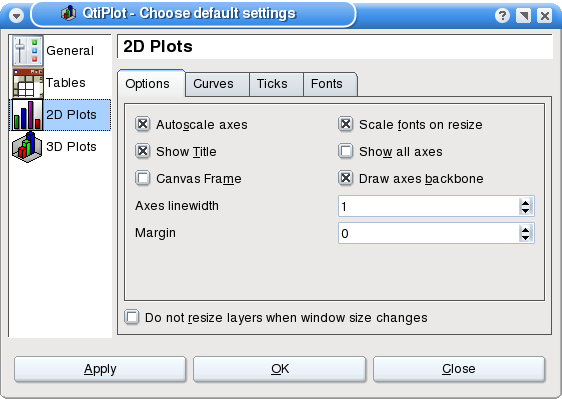 QtiPlot - Choose default settings
General
Tables
2D Plots
3D Plots
2D Plots
Options Curves Ticks Fonts
Autoscale axes Scale fonts on resize
Show Title Show all axes
Canvas Frame Draw axes backbone
Axes linewidth 1
Margin 0
Do not resize layers when window size changes
Apply OK Close